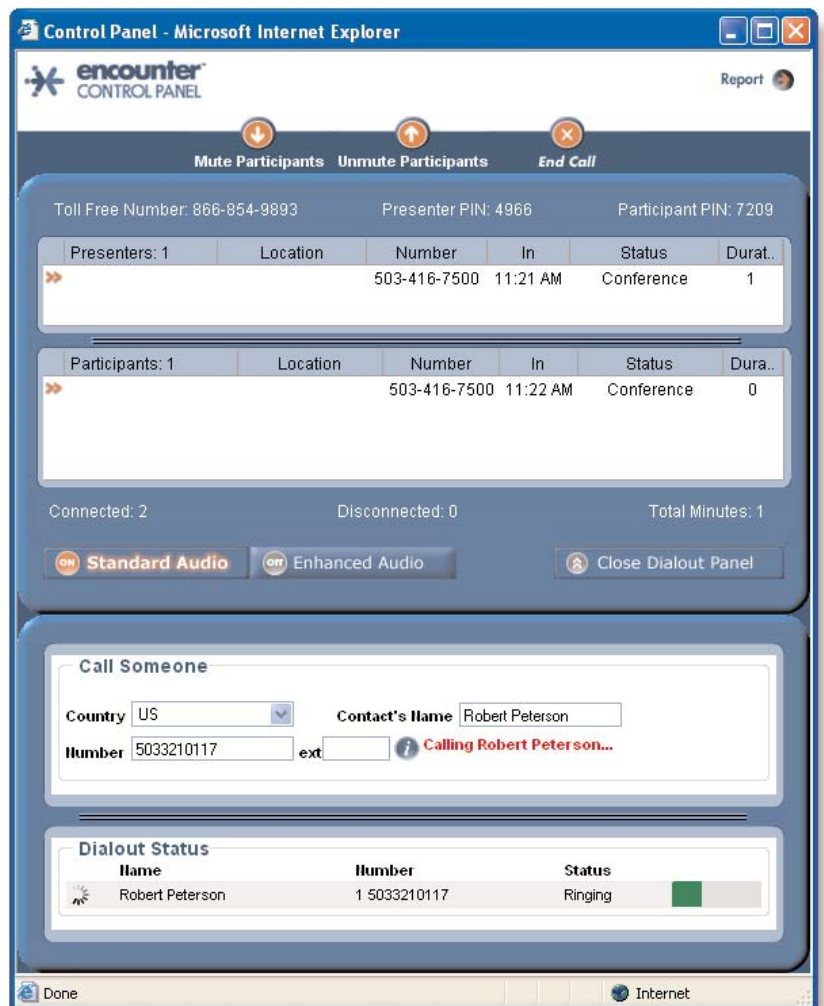 Control Panel - Microsoft Internet Explorer
encounter™
CONTROL PANEL
Report
Mute Participants Unmute Participants End Call
Toll Free Number: 866-854-9893 Presenter PIN: 4966 Participant PIN: 7209
Presenters: 1 Location Number In Status Durat..
503-416-7500 11:21 AM Conference 1
Participants: 1 Location Number In Status Dura..
503-416-7500 11:22 AM Conference 0
Connected: 2 Disconnected: 0 Total Minutes: 1
ON Standard Audio OFF Enhanced Audio Close Dialout Panel
Call Someone
Country US Contact's Name Robert Peterson
Number 5033210117 ext i Calling Robert Peterson...
Dialout Status
Name Number Status
Robert Peterson 1 5033210117 Ringing
Done Internet